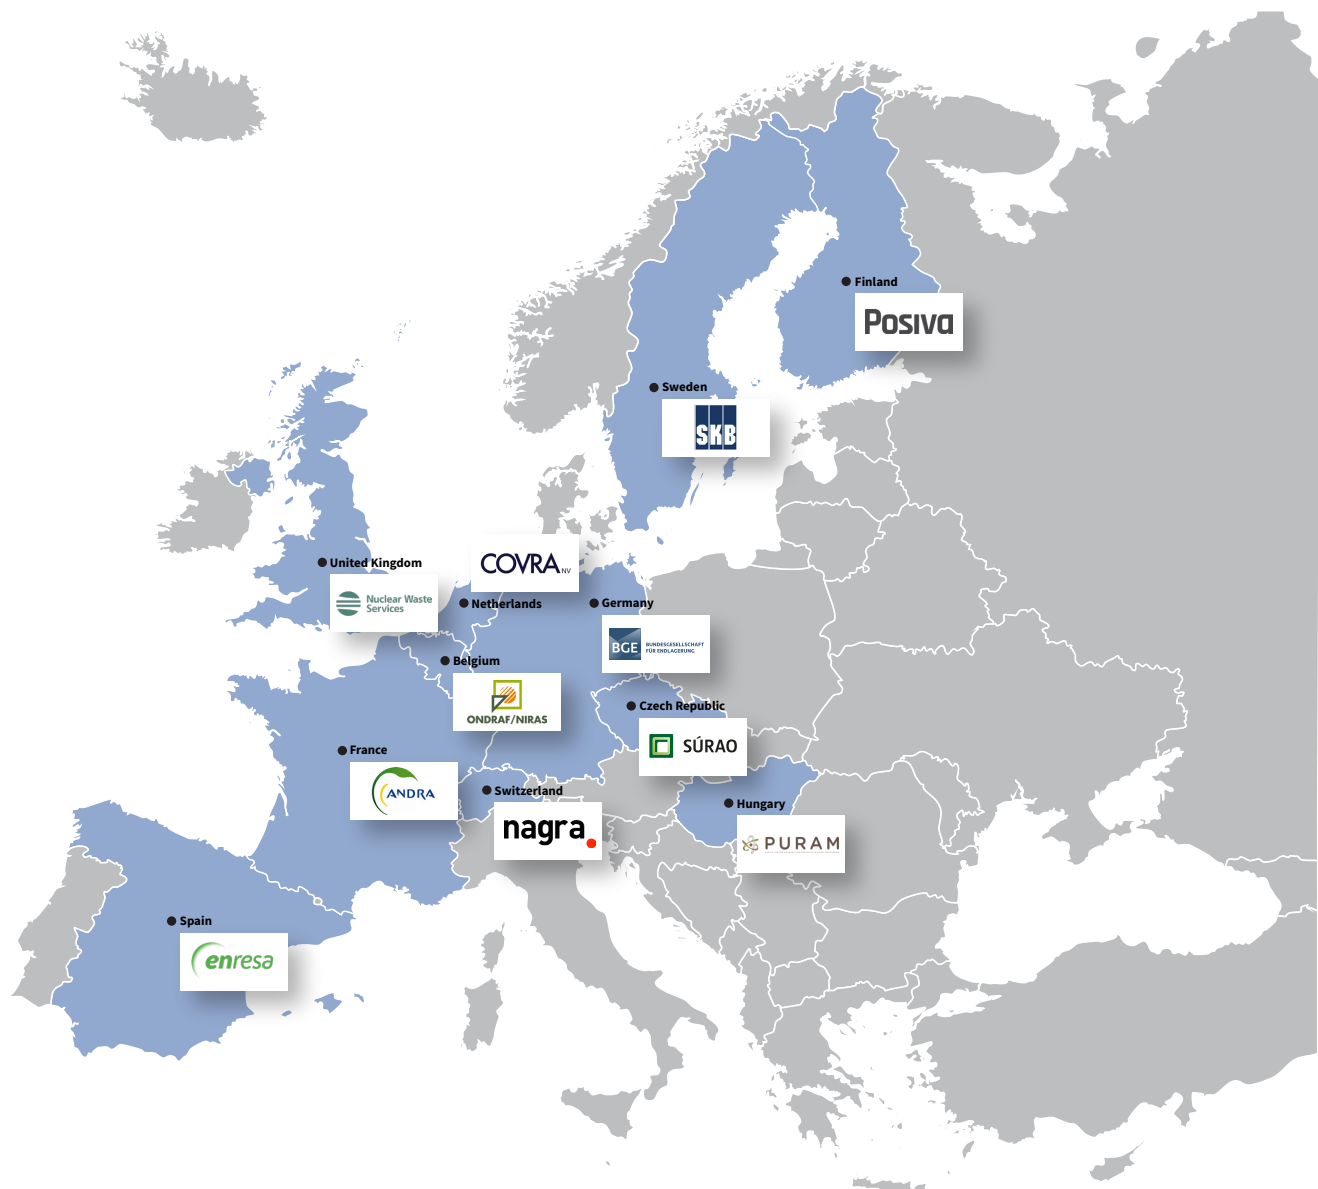 Finland
POSIVA
Sweden
SKB
United Kingdom
Nuclear Waste
Services
COVRA NV
Netherlands
Germany
BGE
BUNDESGESELLSCHAFT
FÜR ENDLAGERUNG
Belgium
ONDRAF/NIRAS
Czech Republic
SÚRAO
France
ANDRA
Switzerland
nagra.
Hungary
PURAM
Spain
enresa